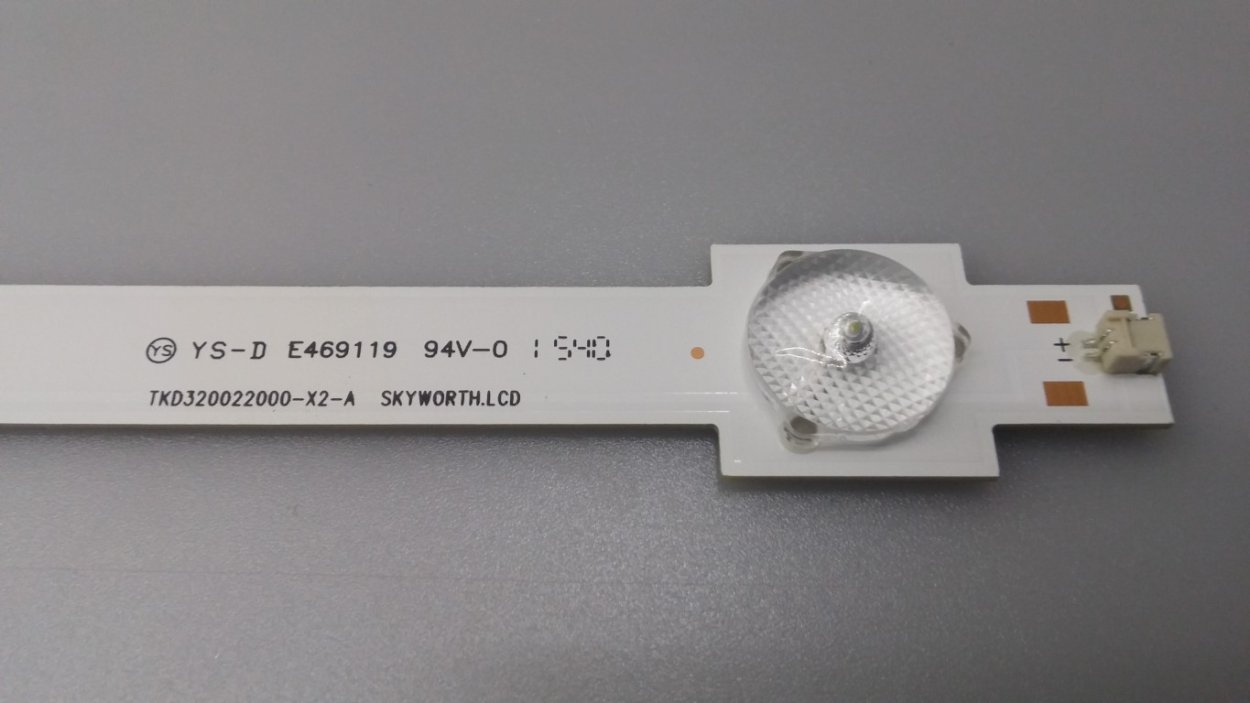 YS YS-D E469119 94V-0 1540
TKD320022000-X2-A SKYWORTH.LCD
+
-